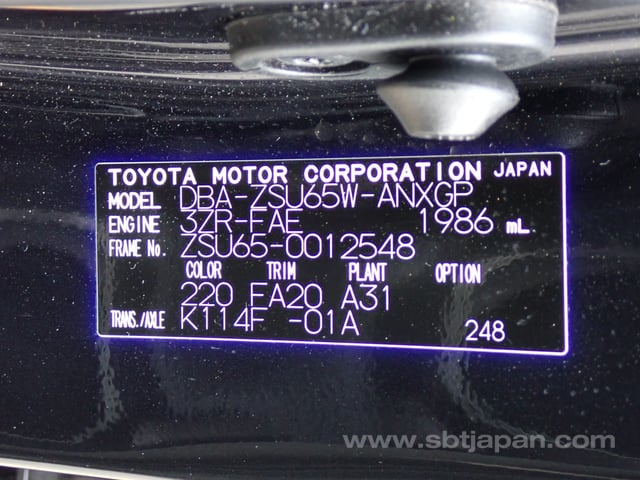 TOYOTA MOTOR CORPORATION JAPAN
MODEL DBA-ZSU65W-ANXGP
ENGINE 3ZR-FAE 1986 mL
FRAME No. ZSU65-0012548
COLOR TRIM PLANT OPTION
220 FA20 A31
TRANS./AXLE K114F -01A 248
www.sbtjapan.com